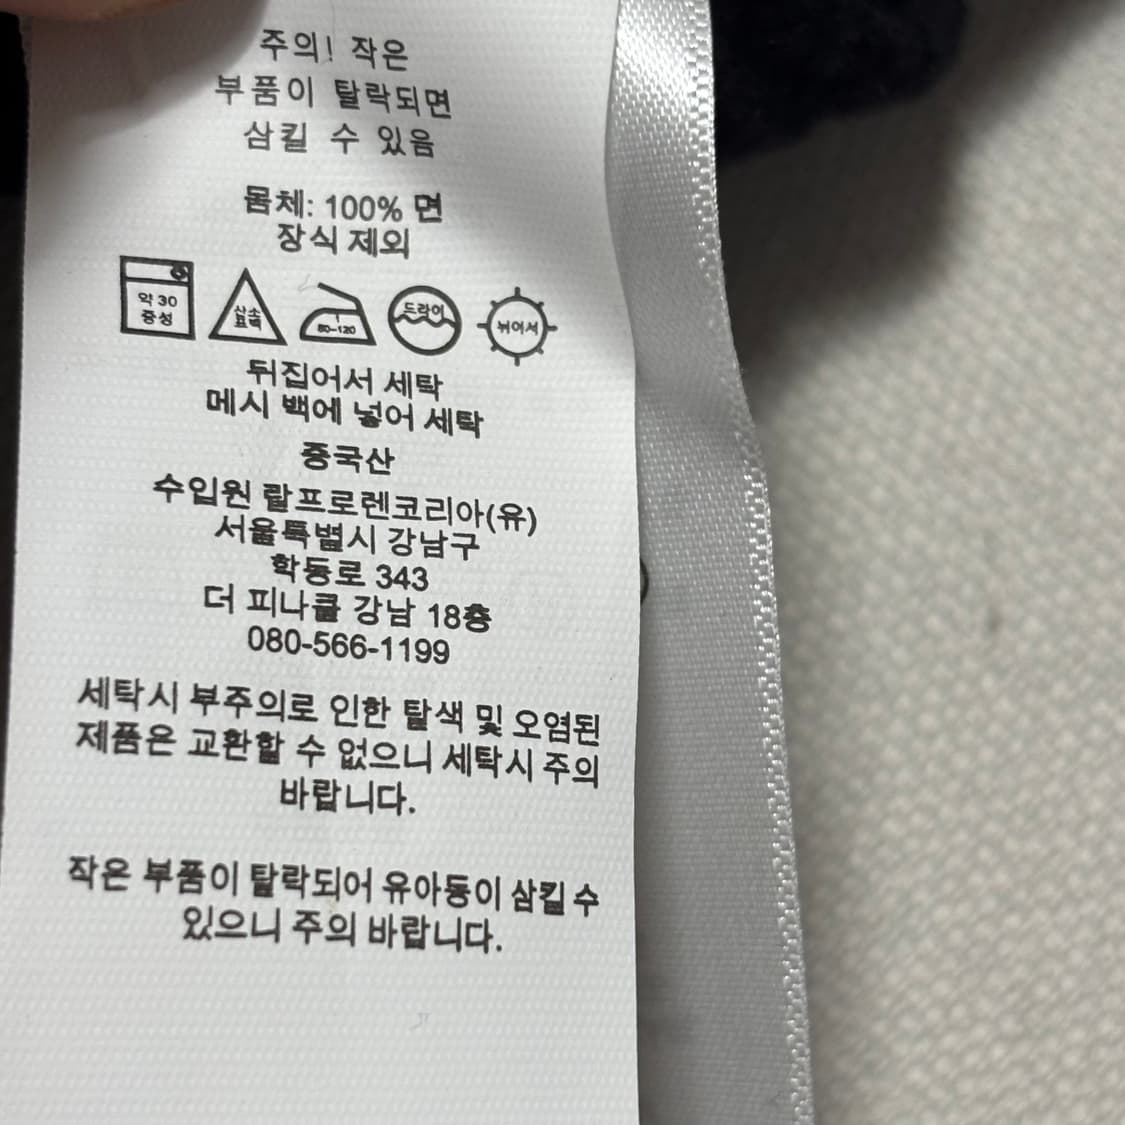 주의! 작은
부품이 탈락되면
삼킬 수 있음
몸체: 100% 면
장식 제외
약 30
중성
산소
표백
80-120
드라이
뉘어서
뒤집어서 세탁
메시 백에 넣어 세탁
중국산
수입원 랄프로렌코리아(유)
서울특별시 강남구
학동로 343
더 피나클 강남 18층
080-566-1199
세탁시 부주의로 인한 탈색 및 오염된
제품은 교환할 수 없으니 세탁시 주의
바랍니다.
작은 부품이 탈락되어 유아동이 삼킬 수
있으니 주의 바랍니다.